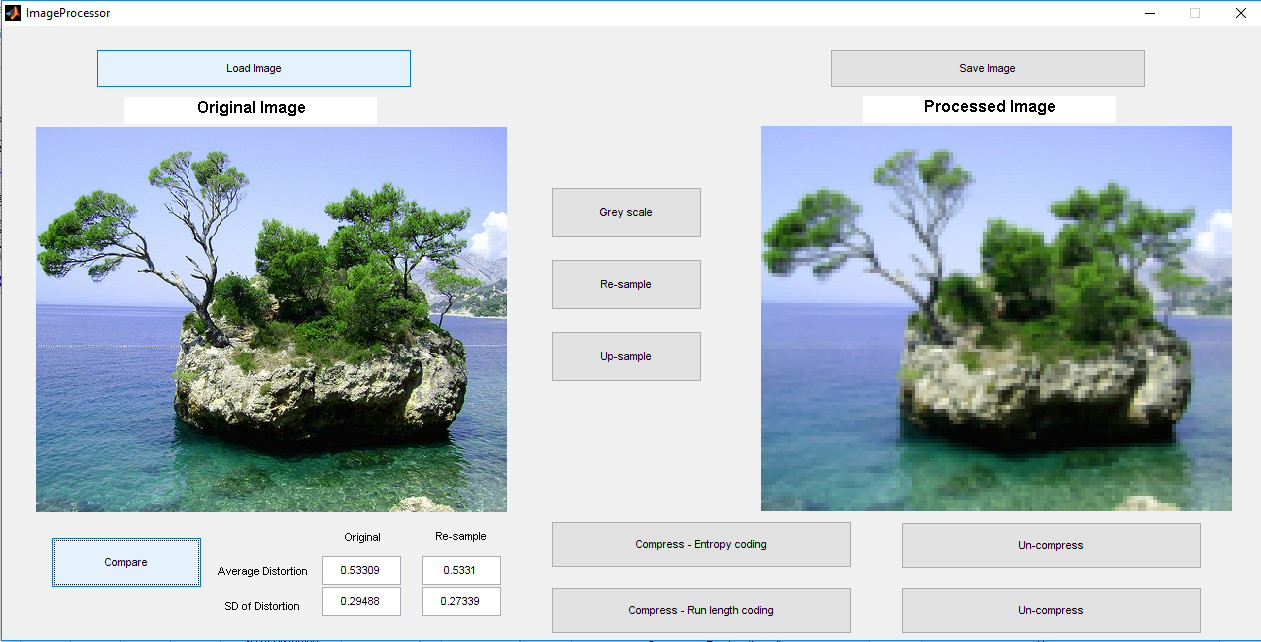 ImageProcessor
Load Image
Save Image
Original Image
Processed Image
Grey scale
Re-sample
Up-sample
Original
Re-sample
Compare
Average Distortion
0.53309
0.5331
SD of Distortion
0.29488
0.27339
Compress - Entropy coding
Un-compress
Compress - Run length coding
Un-compress